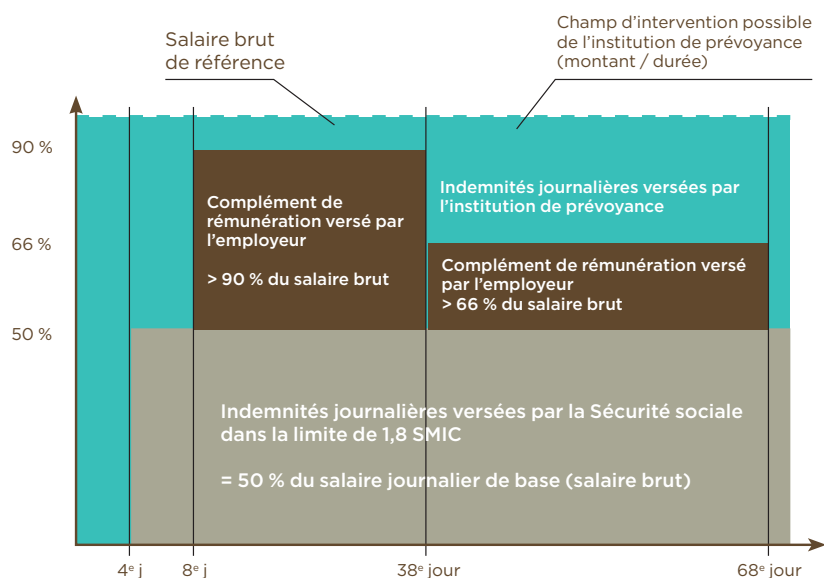 Salaire brut
de référence
Champ d’intervention possible
de l’institution de prévoyance
(montant / durée)
90 %
66 %
50 %
Complément de
rémunération versé par
l’employeur
> 90 % du salaire brut
Indemnités journalières versées par
l’institution de prévoyance
Complément de rémunération versé
par l’employeur
> 66 % du salaire brut
Indemnités journalières versées par la Sécurité sociale
dans la limite de 1,8 SMIC
= 50 % du salaire journalier de base (salaire brut)
4ᵉ j
8ᵉ j
38ᵉ jour
68ᵉ jour